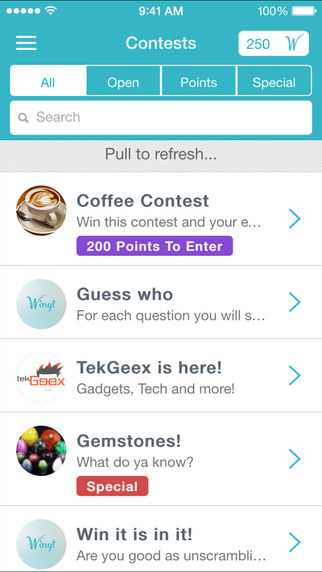 9:41 AM 100%
Contests 250 W
All Open Points Special
Search
Pull to refresh...
Coffee Contest
Win this contest and your e...
200 Points To Enter
Winyt
Guess who
For each question you will s...
tekGeex
TekGeex is here!
Gadgets, Tech and more!
Gemstones!
What do ya know?
Special
Winyt
Win it is in it!
Are you good as unscrambli...